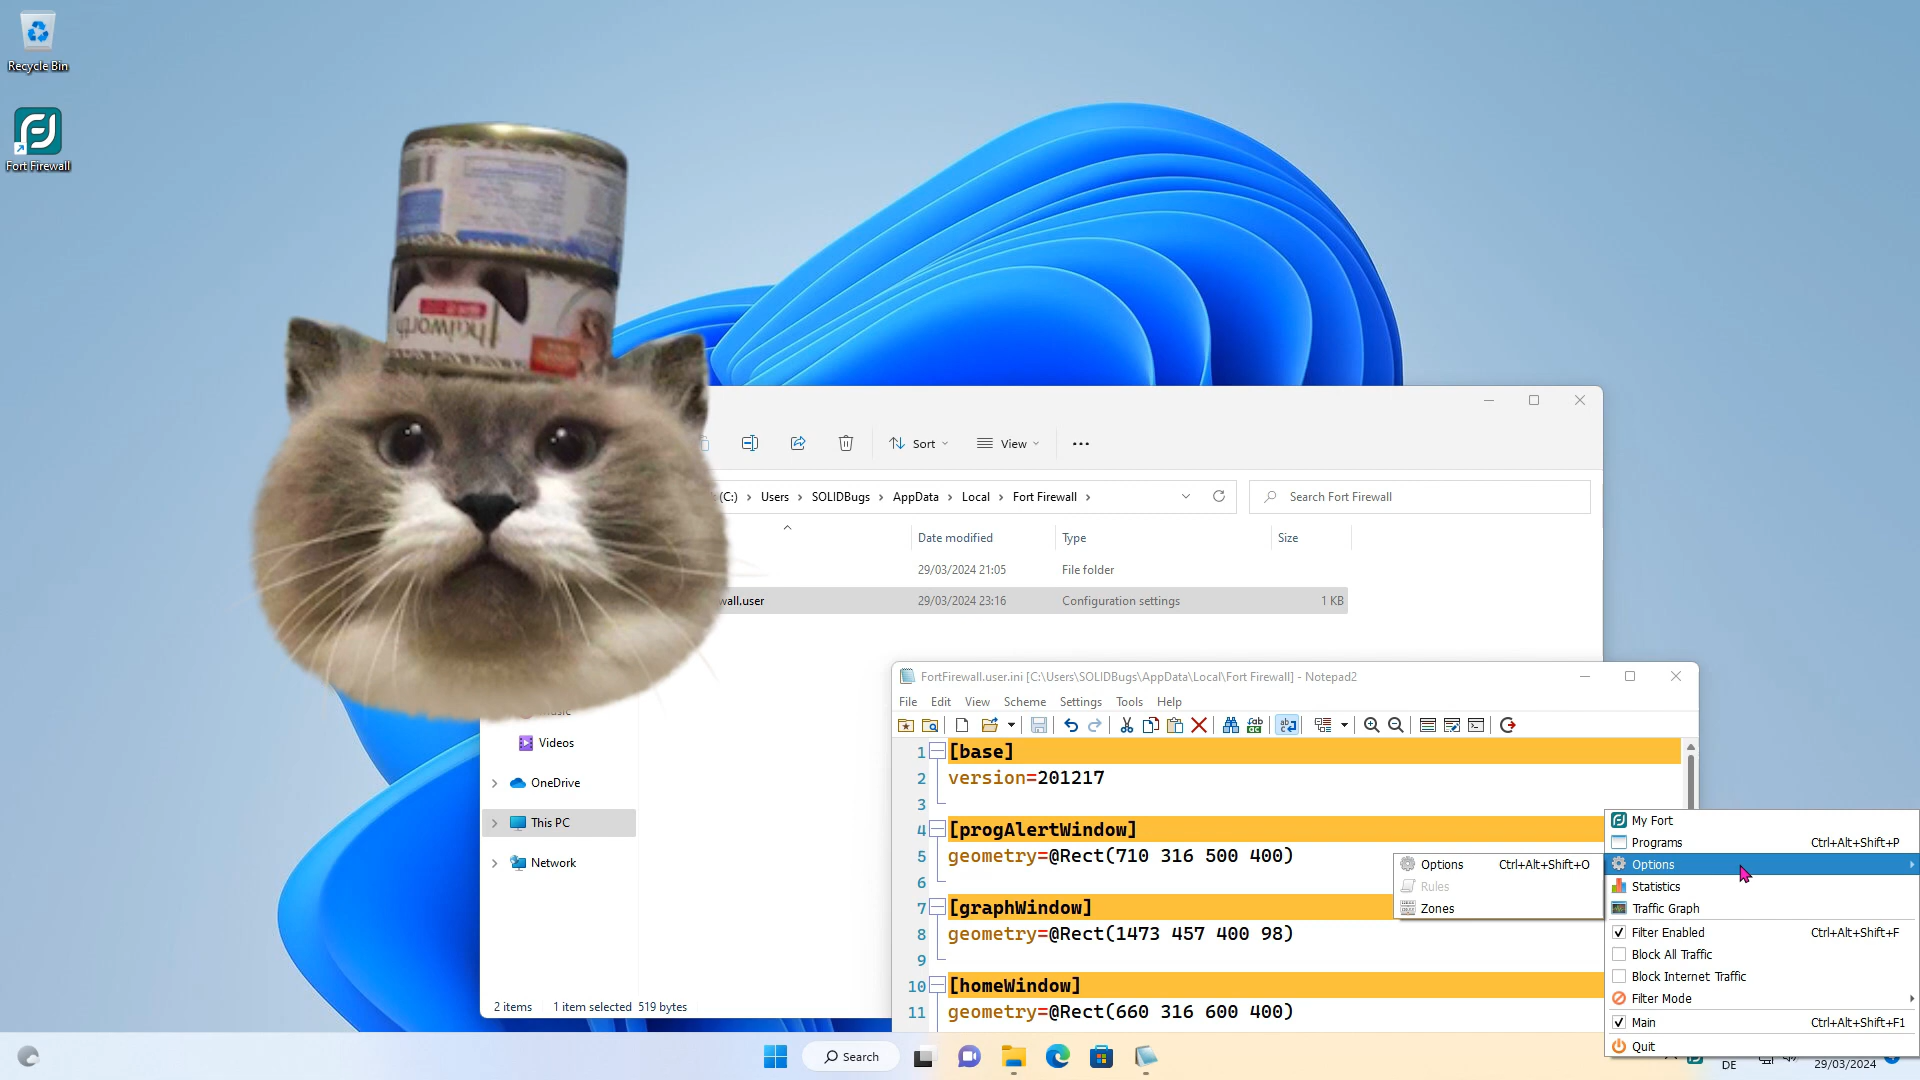 Recycle Bin
Fort Firewall
Sort
View
(C:) Users SOLIDBugs AppData Local Fort Firewall
Search Fort Firewall
Date modified Type Size
29/03/2024 21:05 File folder
wall.user 29/03/2024 23:16 Configuration settings 1 KB
Videos
OneDrive
This PC
Network
2 items 1 item selected 519 bytes
FortFirewall.user.ini [C:\Users\SOLIDBugs\AppData\Local\Fort Firewall] - Notepad2
File Edit View Scheme Settings Tools Help
1 [base]
2 version=201217
3
4 [progAlertWindow]
5 geometry=@Rect(710 316 500 400)
6
7 [graphWindow]
8 geometry=@Rect(1473 457 400 98)
9
10 [homeWindow]
11 geometry=@Rect(660 316 600 400)
Options Ctrl+Alt+Shift+O
Rules
Zones
My Fort
Programs Ctrl+Alt+Shift+P
Options
Statistics
Traffic Graph
Filter Enabled Ctrl+Alt+Shift+F
Block All Traffic
Block Internet Traffic
Filter Mode
Main Ctrl+Alt+Shift+F1
Quit
Search
DE
29/03/2024